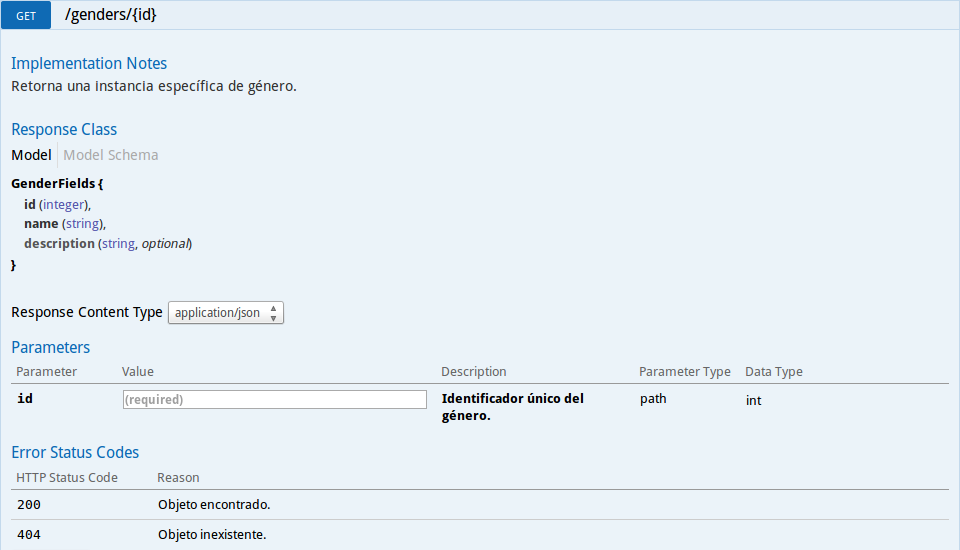 GET /genders/{id}
Implementation Notes
Retorna una instancia específica de género.
Response Class
Model Model Schema
GenderFields {
id (integer),
name (string),
description (string, optional)
}
Response Content Type application/json
Parameters
Parameter Value Description Parameter Type Data Type
id (required) Identificador único del path int
género.
Error Status Codes
HTTP Status Code Reason
200 Objeto encontrado.
404 Objeto inexistente.